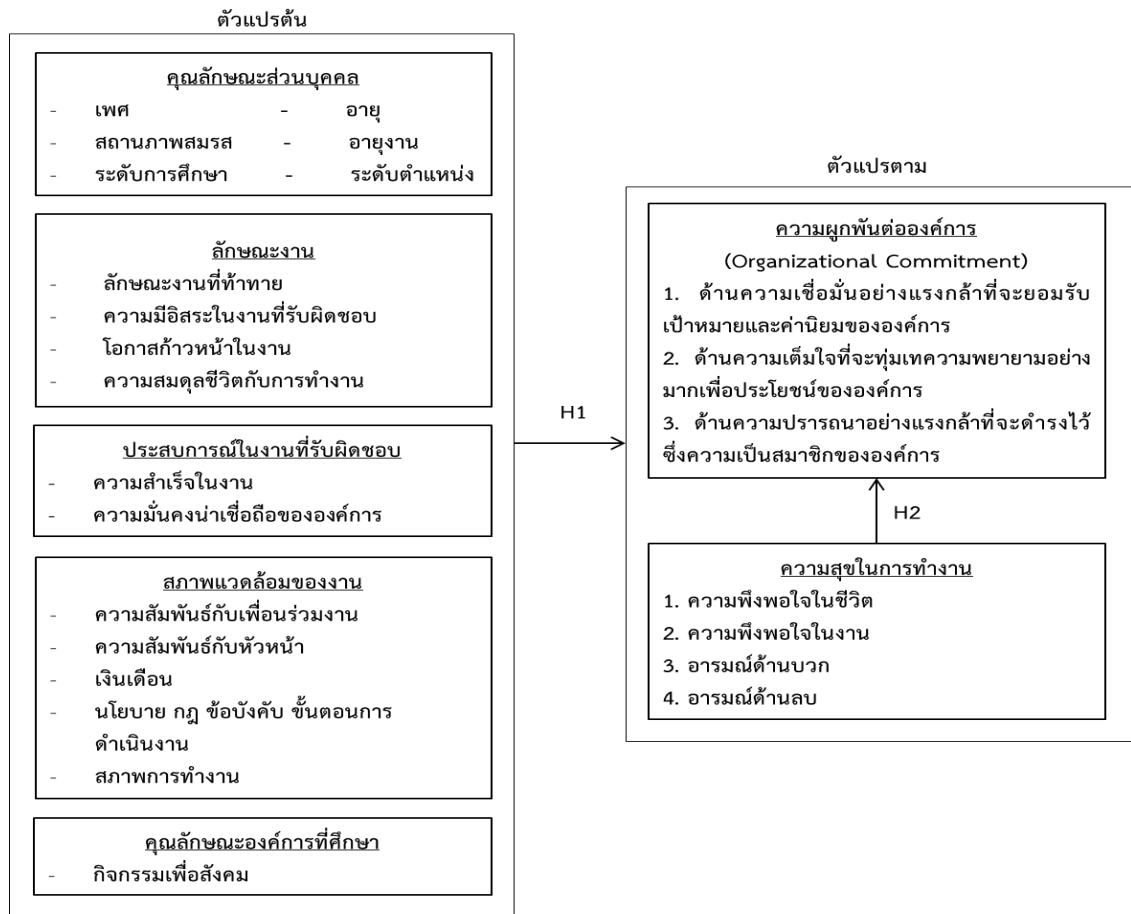 ตัวแปรต้น
คุณลักษณะส่วนบุคคล
- เพศ - อายุ
- สถานภาพสมรส - อายุงาน
- ระดับการศึกษา - ระดับตำแหน่ง
ลักษณะงาน
- ลักษณะงานที่ท้าทาย
- ความมีอิสระในงานที่รับผิดชอบ
- โอกาสก้าวหน้าในงาน
- ความสมดุลชีวิตกับการทำงาน
ประสบการณ์ในงานที่รับผิดชอบ
- ความสำเร็จในงาน
- ความมั่นคงน่าเชื่อถือขององค์การ
สภาพแวดล้อมของงาน
- ความสัมพันธ์กับเพื่อนร่วมงาน
- ความสัมพันธ์กับหัวหน้า
- เงินเดือน
- นโยบาย กฎ ข้อบังคับ ขั้นตอนการ
ดำเนินงาน
- สภาพการทำงาน
คุณลักษณะองค์การที่ศึกษา
- กิจกรรมเพื่อสังคม
H1
ตัวแปรตาม
ความผูกพันต่อองค์การ
(Organizational Commitment)
1. ด้านความเชื่อมั่นอย่างแรงกล้าที่จะยอมรับ
เป้าหมายและค่านิยมขององค์การ
2. ด้านความเต็มใจที่จะทุ่มเทความพยายามอย่าง
มากเพื่อประโยชน์ขององค์การ
3. ด้านความปรารถนาอย่างแรงกล้าที่จะดำรงไว้
ซึ่งความเป็นสมาชิกขององค์การ
H2
ความสุขในการทำงาน
1. ความพึงพอใจในชีวิต
2. ความพึงพอใจในงาน
3. อารมณ์ด้านบวก
4. อารมณ์ด้านลบ